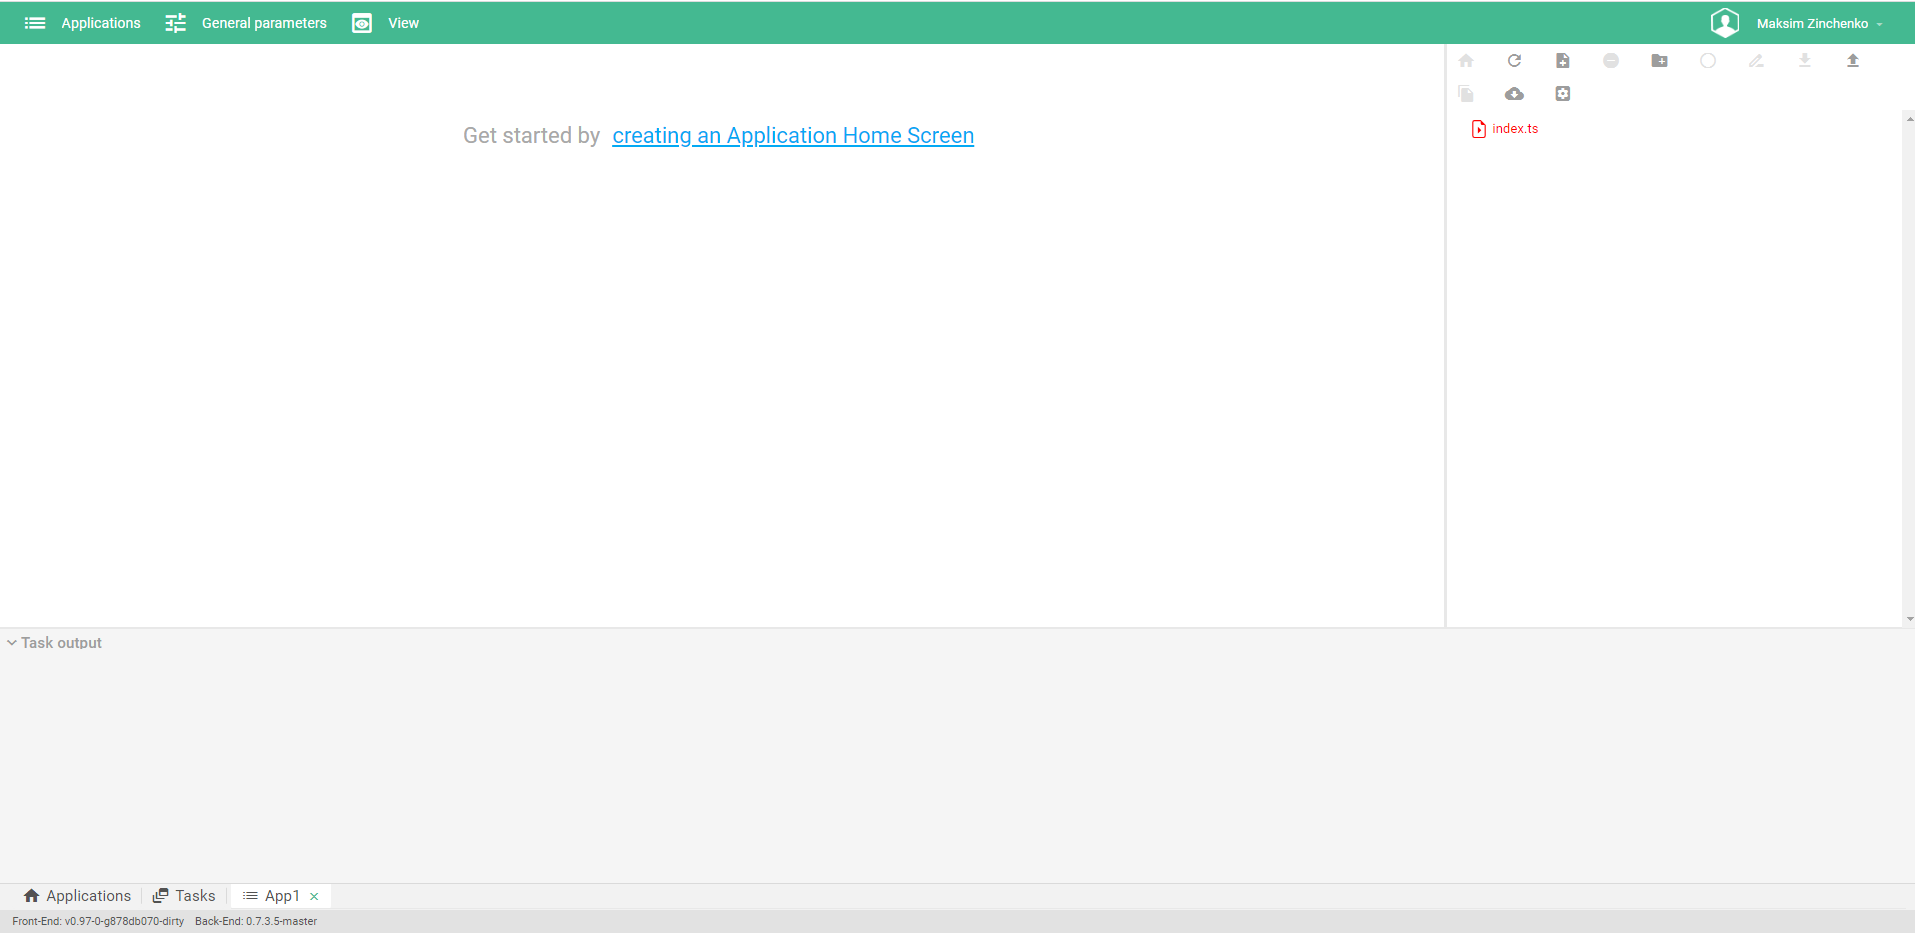 Applications General parameters View Maksim Zinchenko
Get started by creating an Application Home Screen
index.ts
Task output
Applications Tasks App1
Front-End: v0.97-0-g878db070-dirty Back-End: 0.7.3.5-master